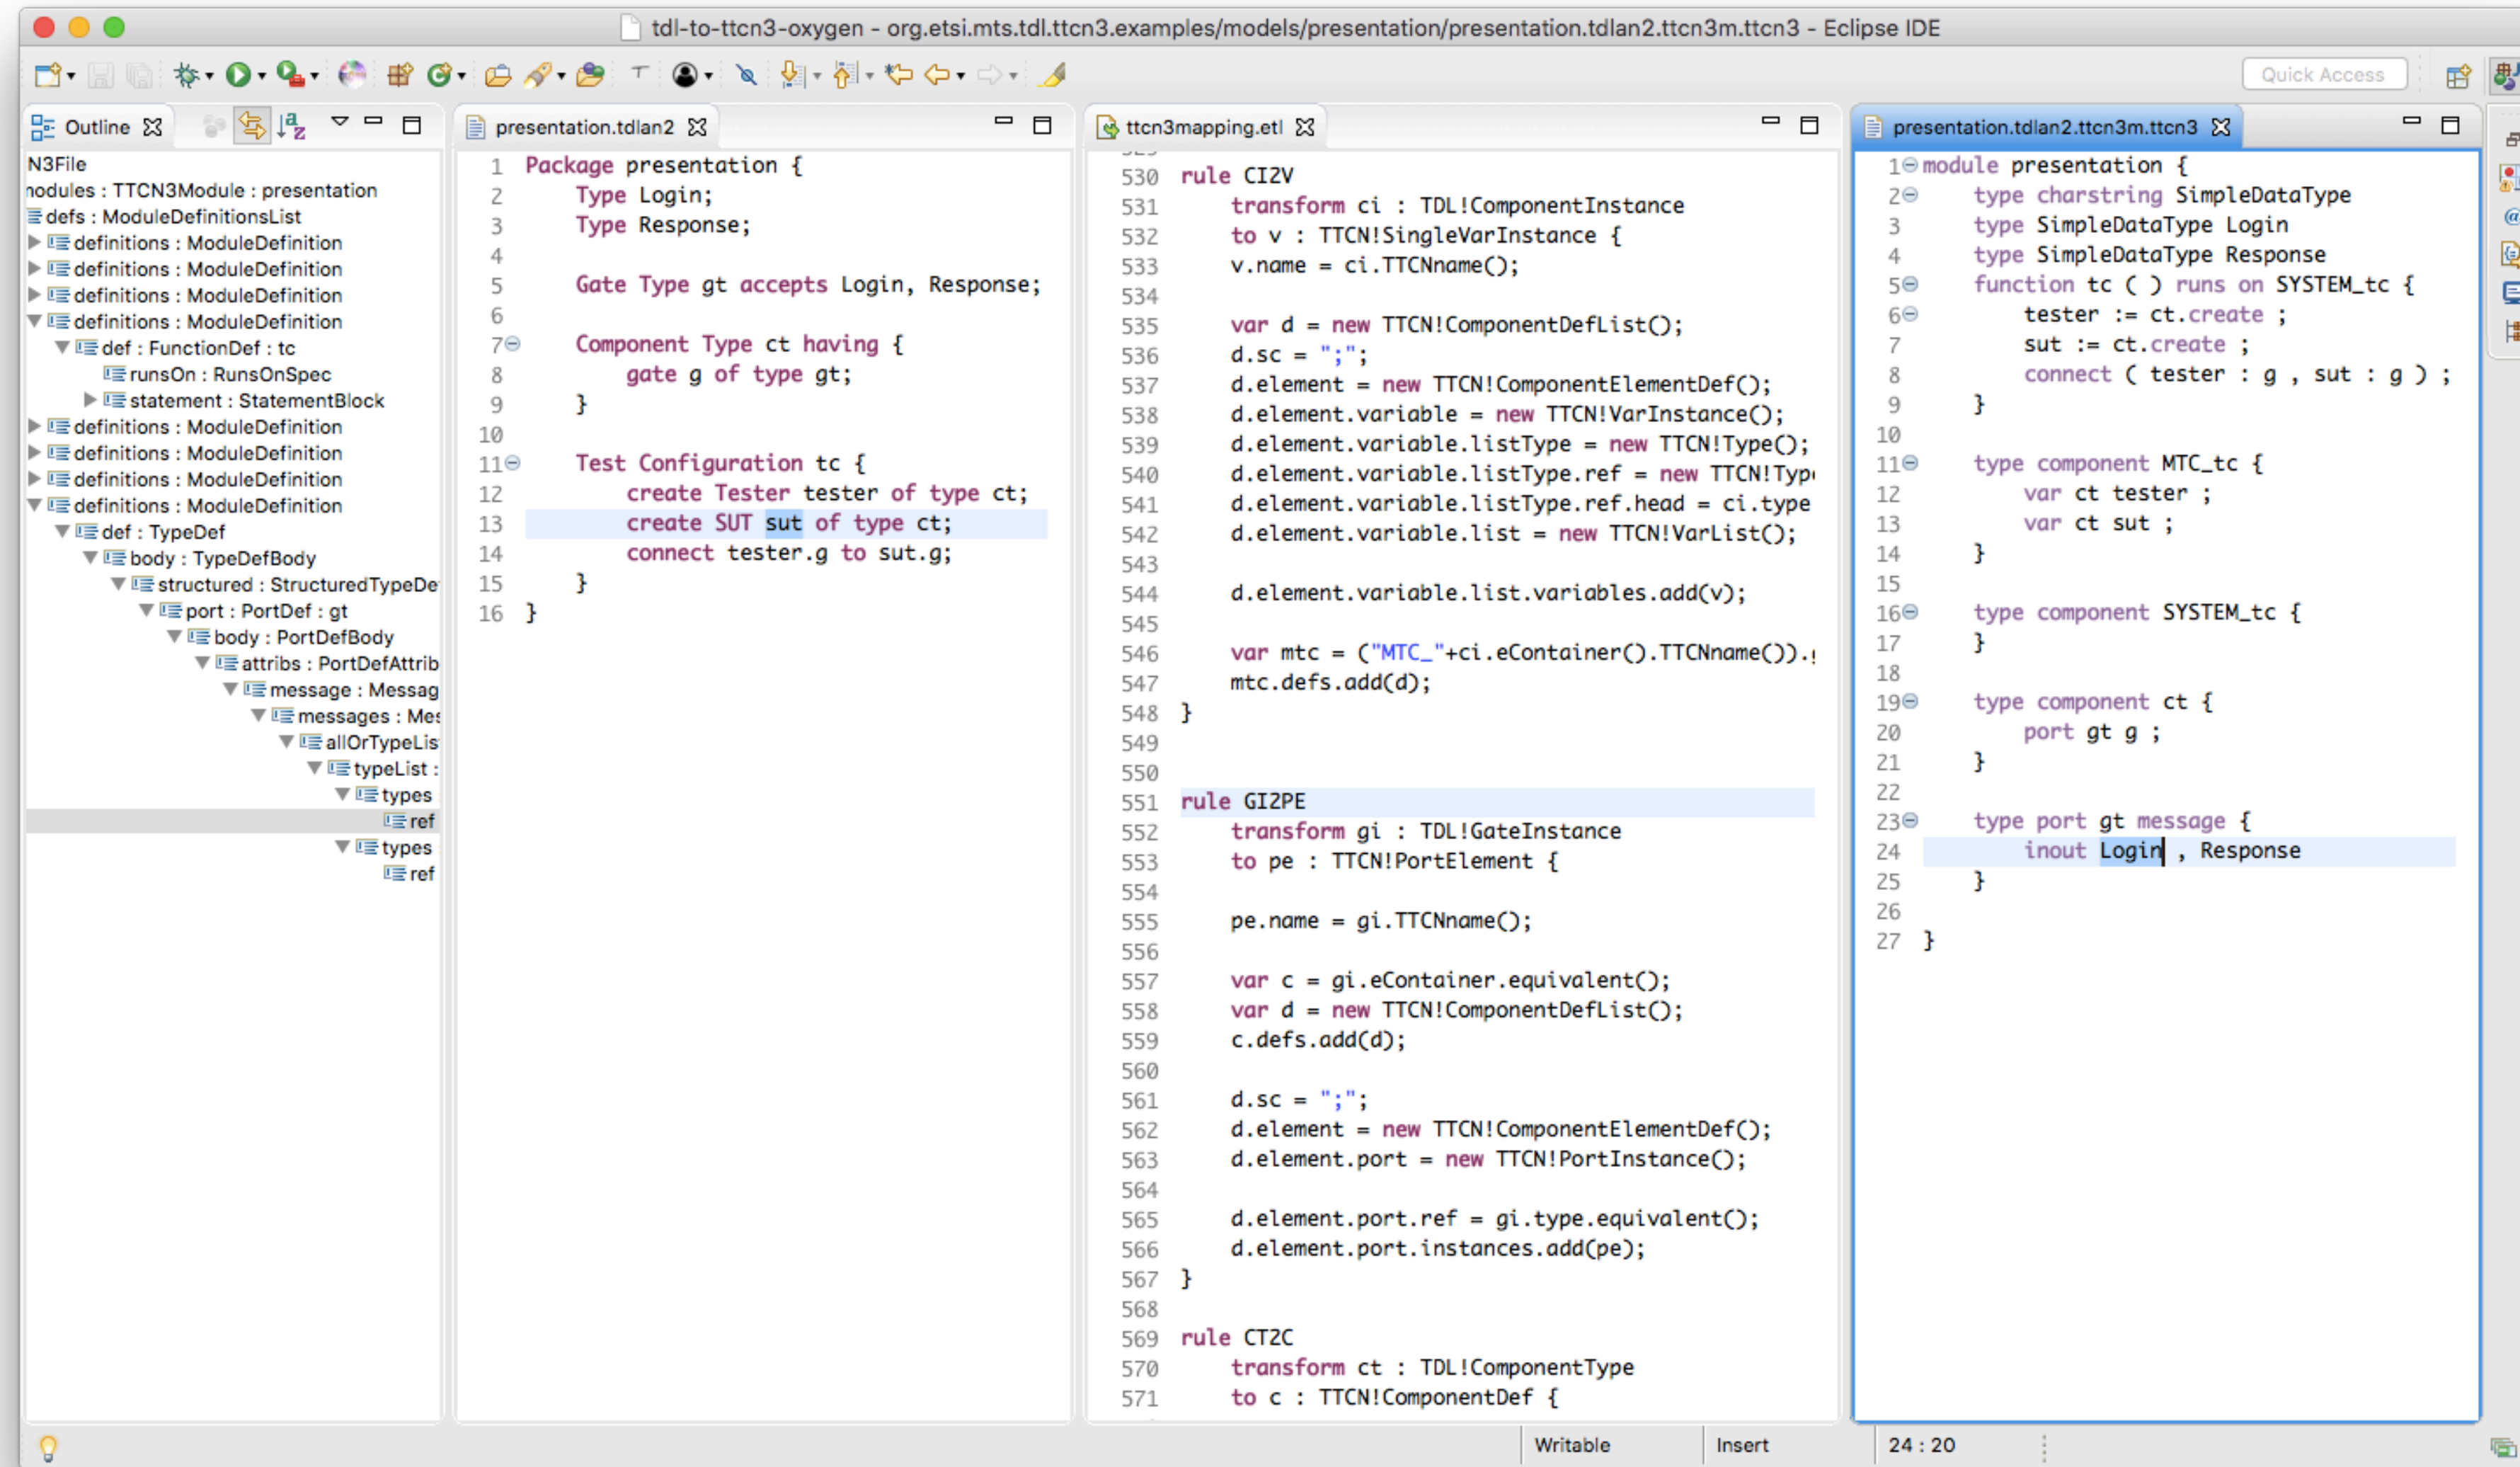 tdl-to-ttcn3-oxygen - org.etsi.mts.tdl.ttcn3.examples/models/presentation/presentation.tdlan2.ttcn3m.ttcn3 - Eclipse IDE
Quick Access
Outline
N3File
nodules : TTCN3Module : presentation
defs : ModuleDefinitionsList
definitions : ModuleDefinition
definitions : ModuleDefinition
definitions : ModuleDefinition
definitions : ModuleDefinition
def : FunctionDef : tc
runsOn : RunsOnSpec
statement : StatementBlock
definitions : ModuleDefinition
definitions : ModuleDefinition
definitions : ModuleDefinition
definitions : ModuleDefinition
def : TypeDef
body : TypeDefBody
structured : StructuredTypeDe
port : PortDef : gt
body : PortDefBody
attribs : PortDefAttrib
message : Messag
messages : Mes
allOrTypeLis
typeList :
types
ref
types
ref
presentation.tdlan2
1 Package presentation {
2 Type Login;
3 Type Response;
4
5 Gate Type gt accepts Login, Response;
6
7 Component Type ct having {
8 gate g of type gt;
9 }
10
11 Test Configuration tc {
12 create Tester tester of type ct;
13 create SUT sut of type ct;
14 connect tester.g to sut.g;
15 }
16 }
ttcn3mapping.etl
530 rule CI2V
531 transform ci : TDL!ComponentInstance
532 to v : TTCN!SingleVarInstance {
533 v.name = ci.TTCNname();
534
535 var d = new TTCN!ComponentDefList();
536 d.sc = ";";
537 d.element = new TTCN!ComponentElementDef();
538 d.element.variable = new TTCN!VarInstance();
539 d.element.variable.listType = new TTCN!Type();
540 d.element.variable.listType.ref = new TTCN!Typ
541 d.element.variable.listType.ref.head = ci.type
542 d.element.variable.list = new TTCN!VarList();
543
544 d.element.variable.list.variables.add(v);
545
546 var mtc = ("MTC_"+ci.eContainer().TTCNname()).
547 mtc.defs.add(d);
548 }
549
550
551 rule GI2PE
552 transform gi : TDL!GateInstance
553 to pe : TTCN!PortElement {
554
555 pe.name = gi.TTCNname();
556
557 var c = gi.eContainer.equivalent();
558 var d = new TTCN!ComponentDefList();
559 c.defs.add(d);
560
561 d.sc = ";";
562 d.element = new TTCN!ComponentElementDef();
563 d.element.port = new TTCN!PortInstance();
564
565 d.element.port.ref = gi.type.equivalent();
566 d.element.port.instances.add(pe);
567 }
568
569 rule CT2C
570 transform ct : TDL!ComponentType
571 to c : TTCN!ComponentDef {
presentation.tdlan2.ttcn3m.ttcn3
1 module presentation {
2 type charstring SimpleDataType
3 type SimpleDataType Login
4 type SimpleDataType Response
5 function tc ( ) runs on SYSTEM_tc {
6 tester := ct.create ;
7 sut := ct.create ;
8 connect ( tester : g , sut : g ) ;
9 }
10
11 type component MTC_tc {
12 var ct tester ;
13 var ct sut ;
14 }
15
16 type component SYSTEM_tc {
17 }
18
19 type component ct {
20 port gt g ;
21 }
22
23 type port gt message {
24 inout Login , Response
25 }
26
27 }
Writable
Insert
24 : 20